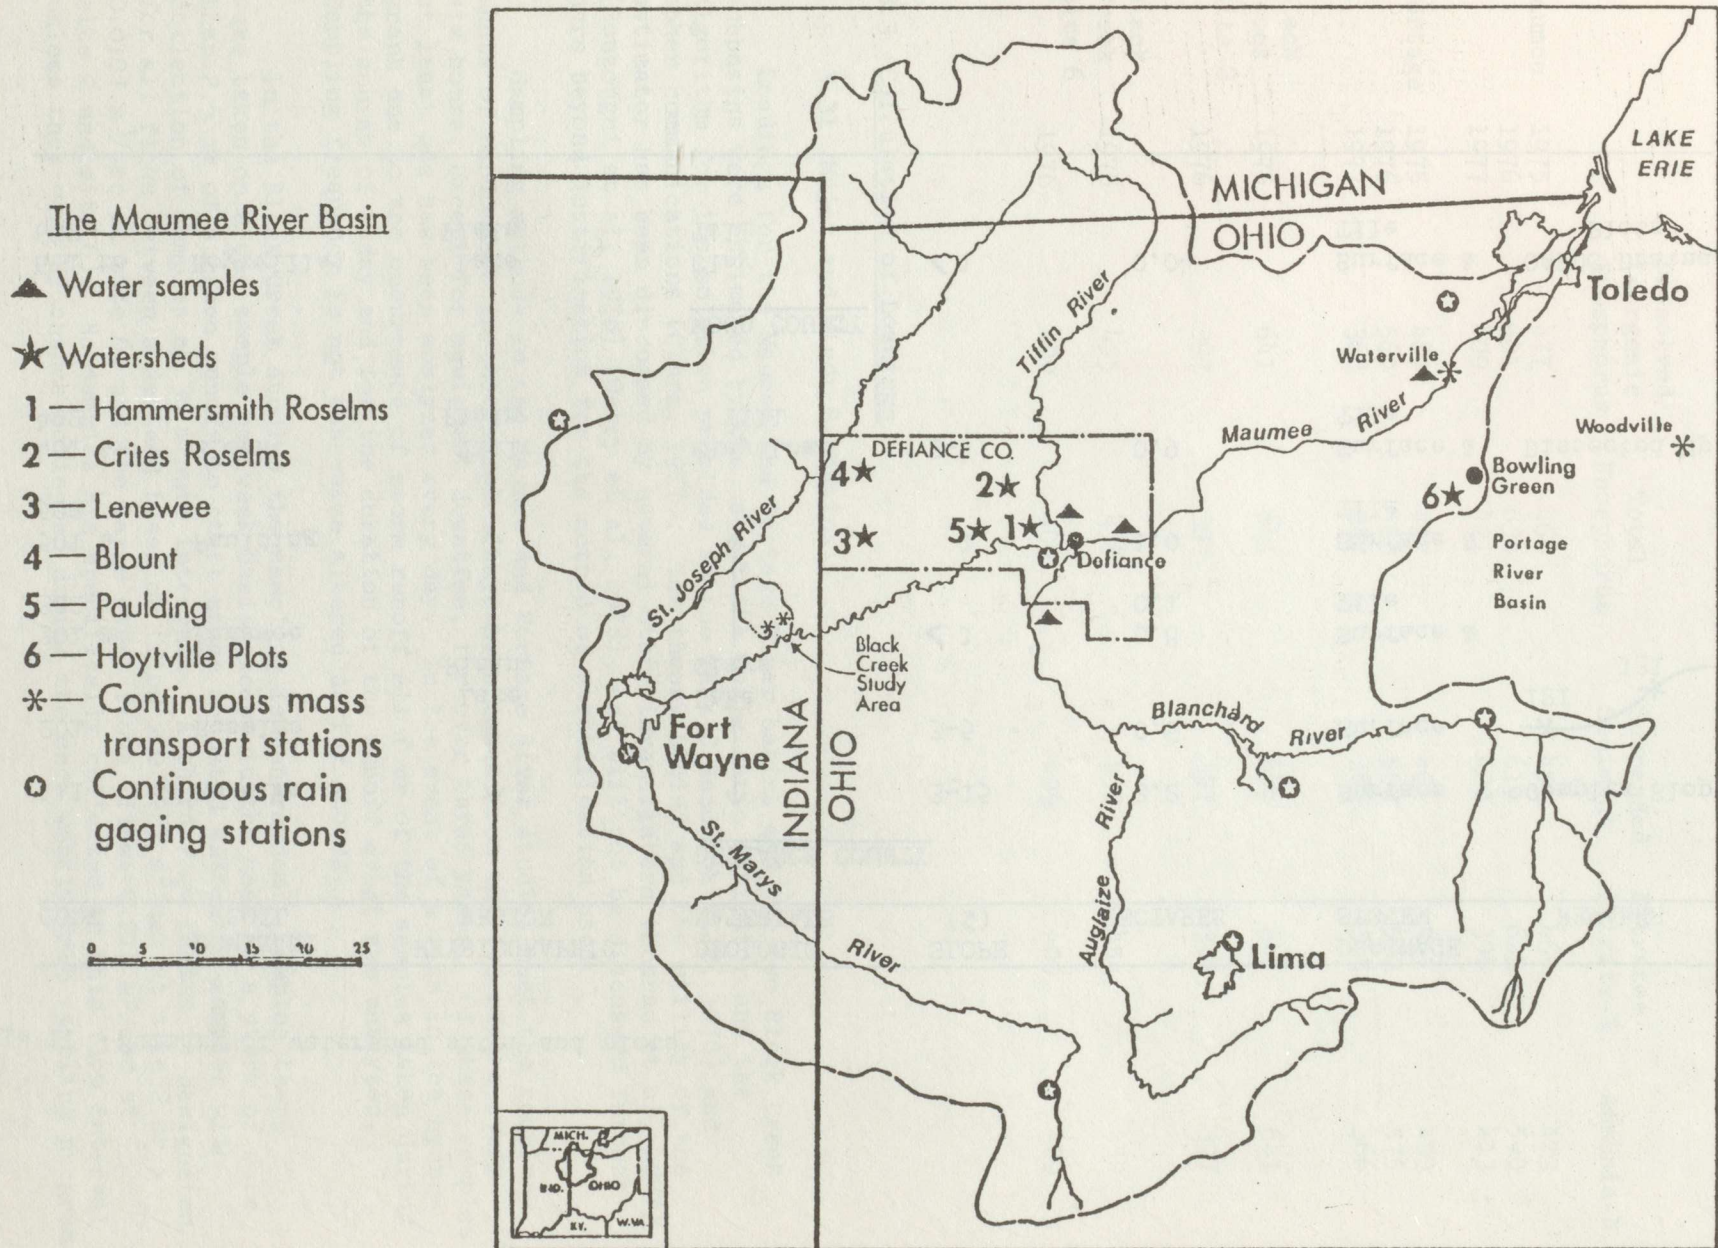 The Maumee River Basin
▲ Water samples
★ Watersheds
1 — Hammersmith Roselms
2 — Crites Roselms
3 — Lenewee
4 — Blount
5 — Paulding
6 — Hoytville Plots
*— Continuous mass
transport stations
✪ Continuous rain
gaging stations
0 5 10 15 20 25
LAKE
ERIE
MICHIGAN
OHIO
Toledo
Tiffin River
Waterville
Maumee River
Woodville
DEFIANCE CO.
4★
2★
Bowling
Green
6★
5★
1★
3★
Defiance
Portage
River
Basin
St. Joseph River
Black
Creek
Study
Area
Fort
Wayne
INDIANA
OHIO
Blanchard River
Auglaize River
St. Marys River
Lima
MICH.
IND.
OHIO
KY.
W.VA.